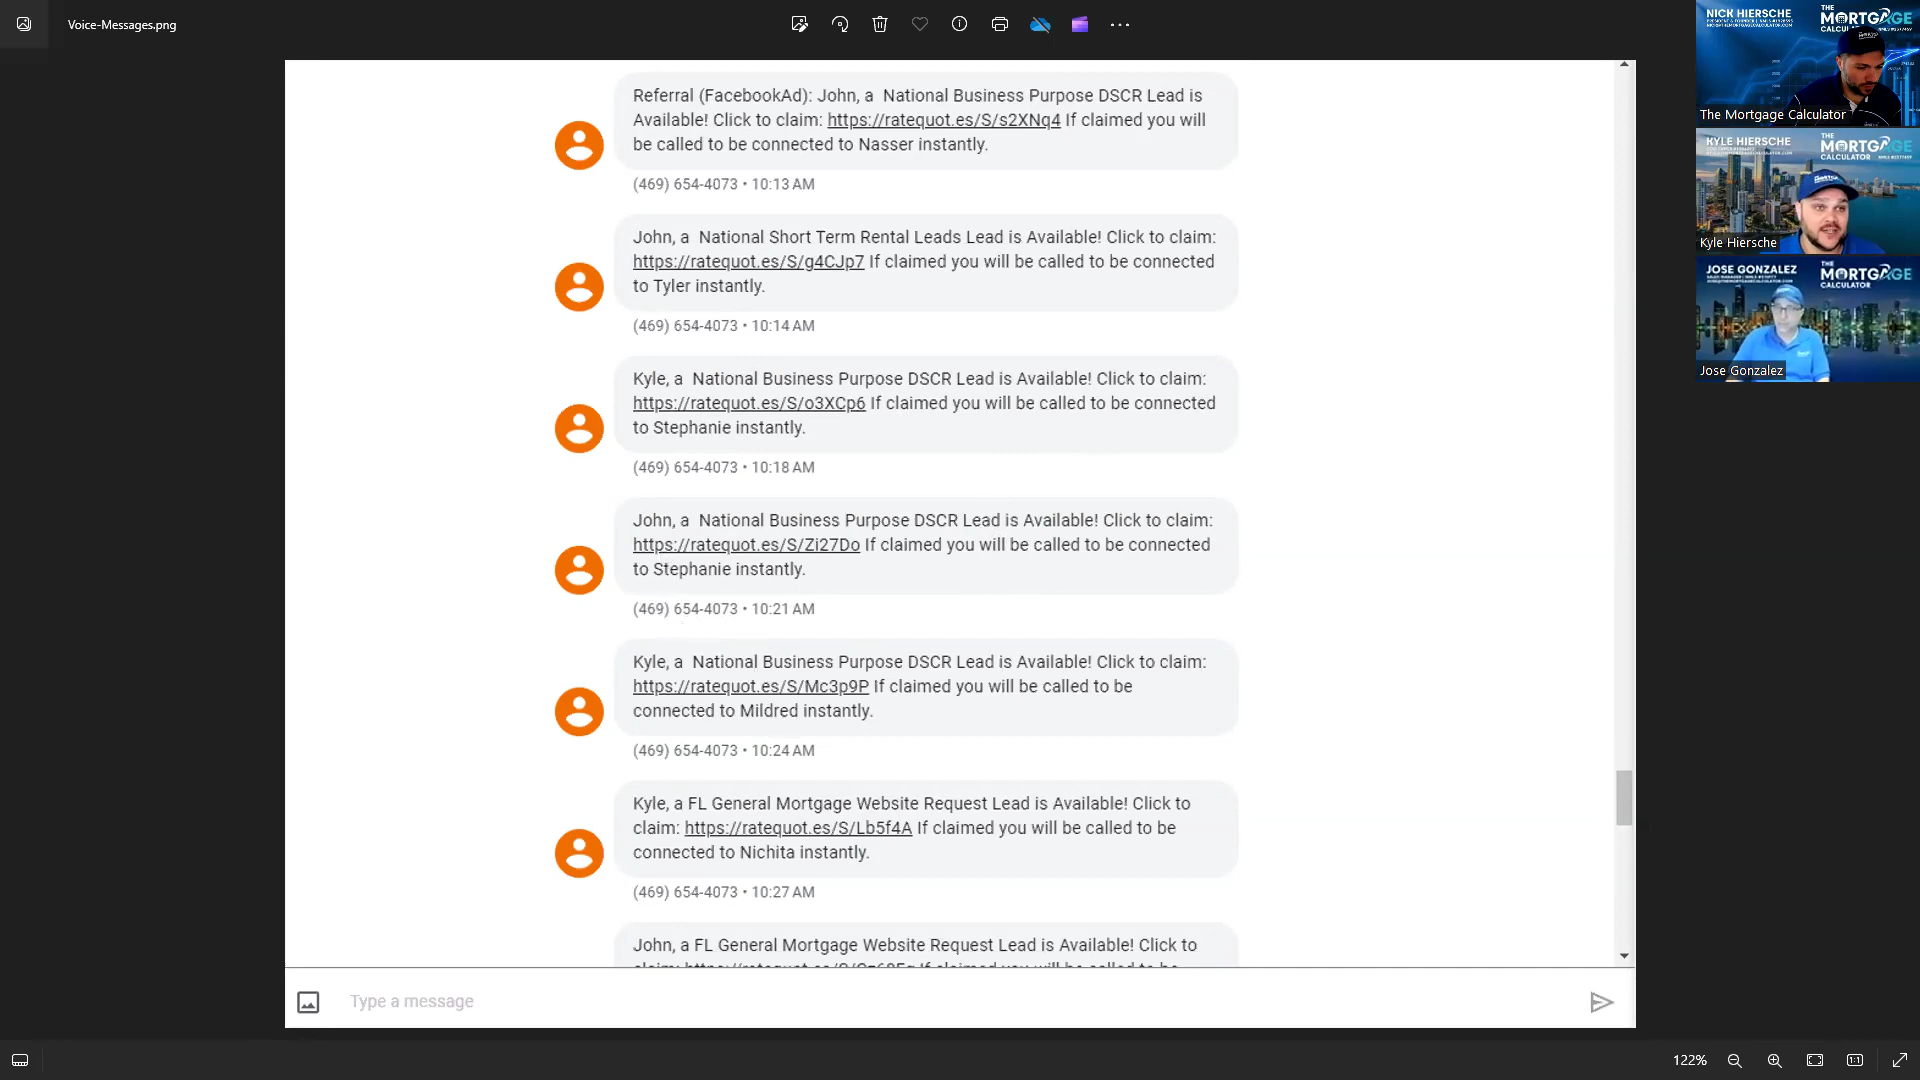 Voice-Messages.png
Referral (FacebookAd): John, a National Business Purpose DSCR Lead is
Available! Click to claim: https://ratequot.es/S/s2XNq4 If claimed you will
be called to be connected to Nasser instantly.
(469) 654-4073 • 10:13 AM
John, a National Short Term Rental Leads Lead is Available! Click to claim:
https://ratequot.es/S/g4CJp7 If claimed you will be called to be connected
to Tyler instantly.
(469) 654-4073 • 10:14 AM
Kyle, a National Business Purpose DSCR Lead is Available! Click to claim:
https://ratequot.es/S/o3XCp6 If claimed you will be called to be connected
to Stephanie instantly.
(469) 654-4073 • 10:18 AM
John, a National Business Purpose DSCR Lead is Available! Click to claim:
https://ratequot.es/S/Zi27Do If claimed you will be called to be connected
to Stephanie instantly.
(469) 654-4073 • 10:21 AM
Kyle, a National Business Purpose DSCR Lead is Available! Click to claim:
https://ratequot.es/S/Mc3p9P If claimed you will be called to be
connected to Mildred instantly.
(469) 654-4073 • 10:24 AM
Kyle, a FL General Mortgage Website Request Lead is Available! Click to
claim: https://ratequot.es/S/Lb5f4A If claimed you will be called to be
connected to Nichita instantly.
(469) 654-4073 • 10:27 AM
John, a FL General Mortgage Website Request Lead is Available! Click to
Type a message
122%
NICK HIERSCHE
THE
MORTGAGE
The Mortgage Calculator
KYLE HIERSCHE
THE
MORTGAGE
CALCULATOR
Kyle Hiersche
JOSE GONZALEZ
THE
MORTGAGE
CALCULATOR
Jose Gonzalez